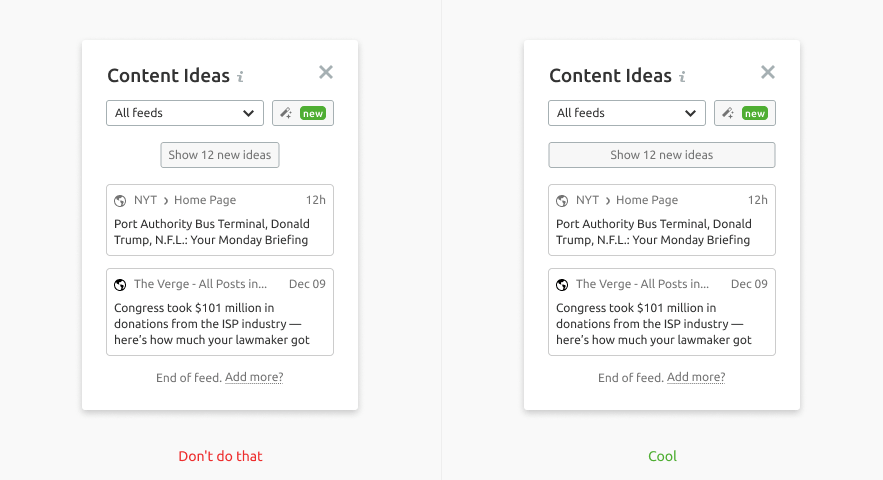 Content Ideas i
All feeds
new
Show 12 new ideas
NYT › Home Page 12h
Port Authority Bus Terminal, Donald
Trump, N.F.L.: Your Monday Briefing
The Verge - All Posts in... Dec 09
Congress took $101 million in
donations from the ISP industry —
here's how much your lawmaker got
End of feed. Add more?
Don't do that
Content Ideas i
All feeds
new
Show 12 new ideas
NYT › Home Page 12h
Port Authority Bus Terminal, Donald
Trump, N.F.L.: Your Monday Briefing
The Verge - All Posts in... Dec 09
Congress took $101 million in
donations from the ISP industry —
here's how much your lawmaker got
End of feed. Add more?
Cool